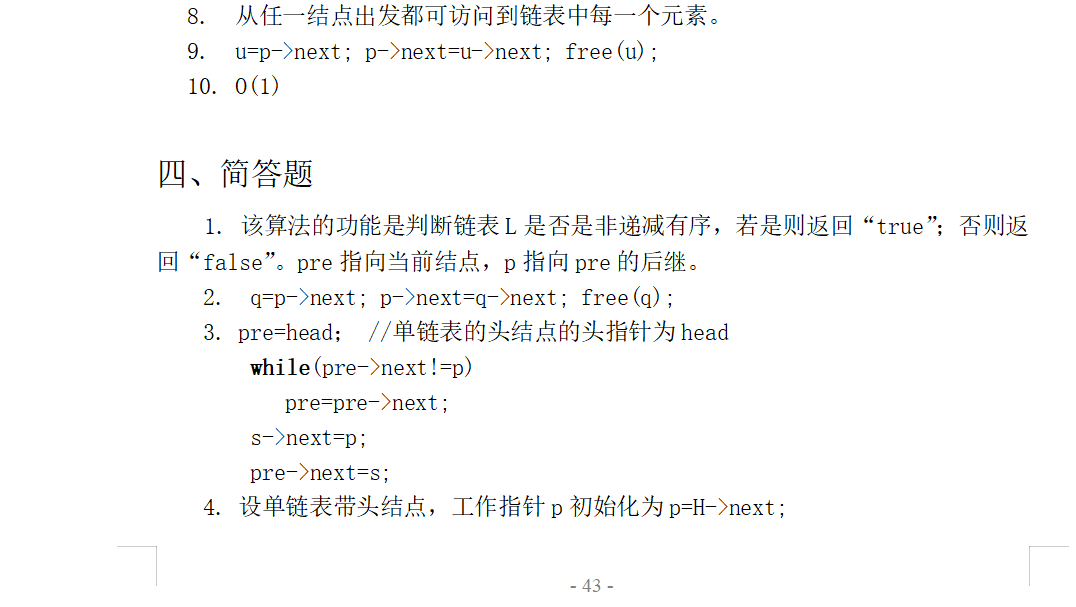 8. 从任一结点出发都可访问到链表中每一个元素。
9. u=p->next; p->next=u->next; free(u);
10. O(1)
四、简答题
1. 该算法的功能是判断链表 L 是否是非递减有序，若是则返回“true”；否则返
回“false”。pre 指向当前结点，p 指向 pre 的后继。
2. q=p->next; p->next=q->next; free(q);
3. pre=head； //单链表的头结点的头指针为 head
while(pre->next!=p)
pre=pre->next;
s->next=p;
pre->next=s;
4. 设单链表带头结点，工作指针 p 初始化为 p=H->next;
- 43 -